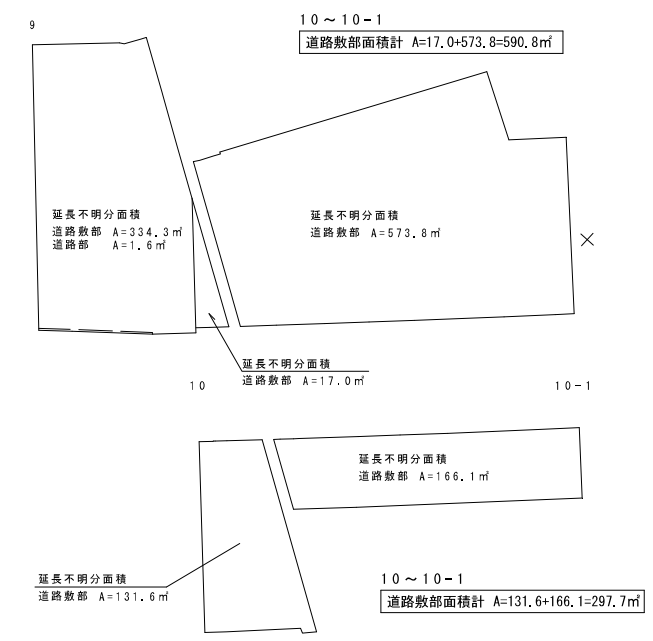 9
10～10-1
道路敷部面積計 A=17.0+573.8=590.8㎡
延長不明分面積
道路敷部 A=334.3㎡
道路部 A=1.6㎡
延長不明分面積
道路敷部 A=573.8㎡
延長不明分面積
道路敷部 A=17.0㎡
10
10-1
延長不明分面積
道路敷部 A=166.1㎡
延長不明分面積
道路敷部 A=131.6㎡
10～10-1
道路敷部面積計 A=131.6+166.1=297.7㎡